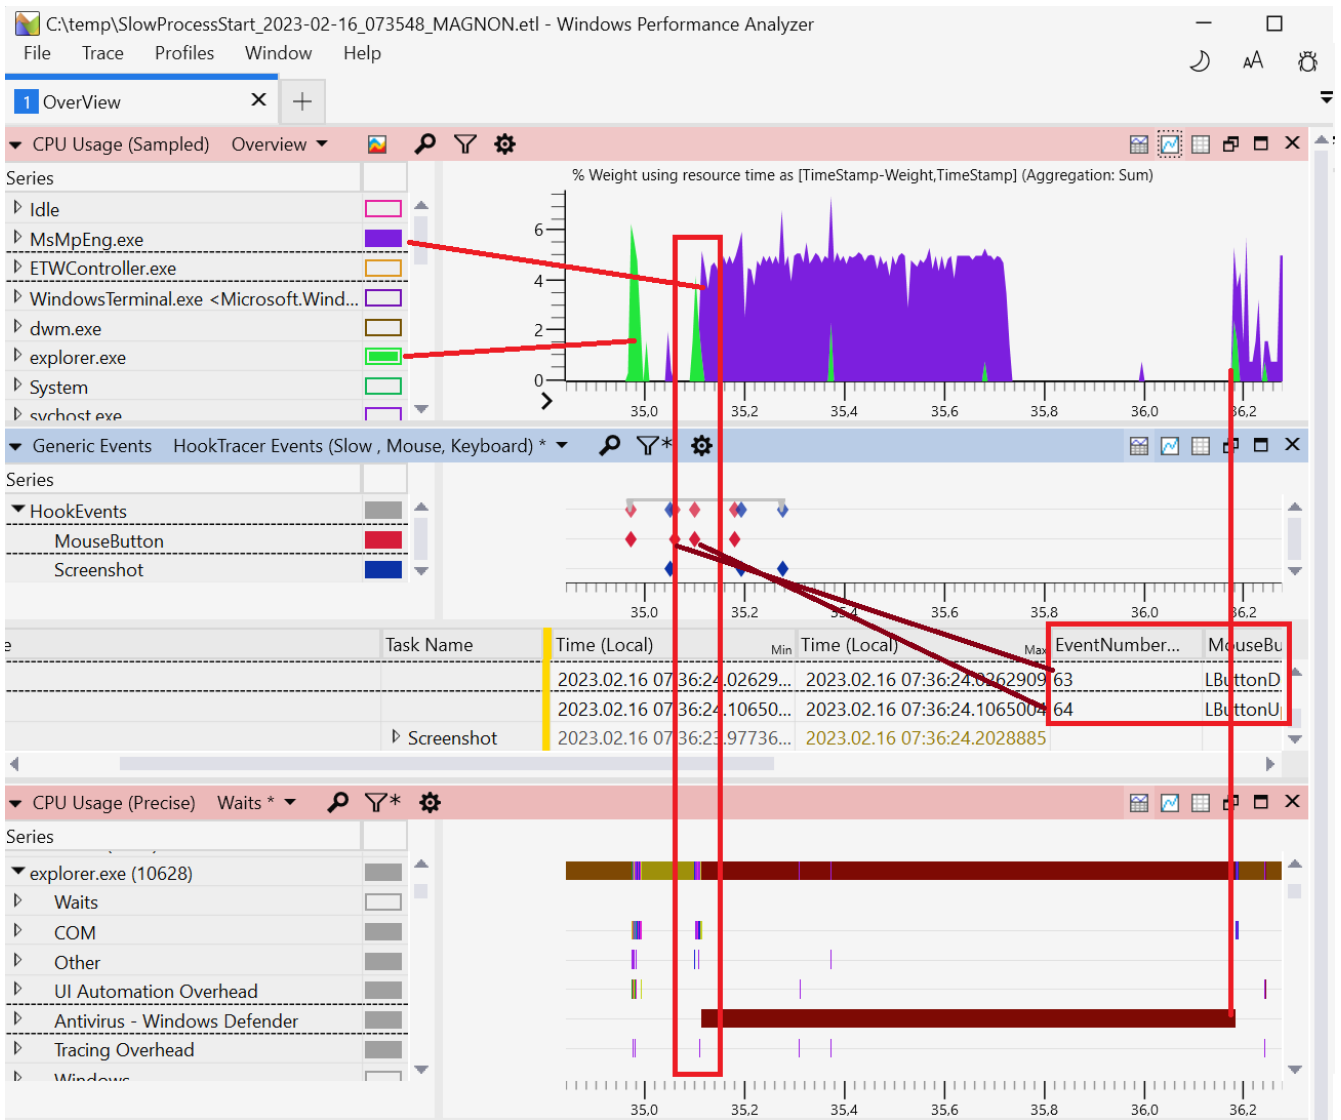 C:\temp\SlowProcessStart_2023-02-16_073548_MAGNON.etl - Windows Performance Analyzer
File Trace Profiles Window Help
AA
1 OverView
CPU Usage (Sampled) Overview
Series
% Weight using resource time as [TimeStamp-Weight,TimeStamp] (Aggregation: Sum)
Idle
MsMpEng.exe
ETWController.exe
WindowsTerminal.exe <Microsoft.Wind...
dwm.exe
explorer.exe
System
svchost.exe
6
4
2
0
35,0 35,2 35,4 35,6 35,8 36,0 36,2
Generic Events HookTracer Events (Slow , Mouse, Keyboard) *
Series
HookEvents
MouseButton
Screenshot
35,0 35,2 35,4 35,6 35,8 36,0 36,2
e Task Name Time (Local) Min Time (Local) Max EventNumber... MouseBu
2023.02.16 07:36:24.02629... 2023.02.16 07:36:24.0262909 63 LButtonD
2023.02.16 07:36:24.10650... 2023.02.16 07:36:24.1065004 64 LButtonU
Screenshot 2023.02.16 07:36:23.97736... 2023.02.16 07:36:24.2028885
CPU Usage (Precise) Waits *
Series
explorer.exe (10628)
Waits
COM
Other
UI Automation Overhead
Antivirus - Windows Defender
Tracing Overhead
Windows
35,0 35,2 35,4 35,6 35,8 36,0 36,2